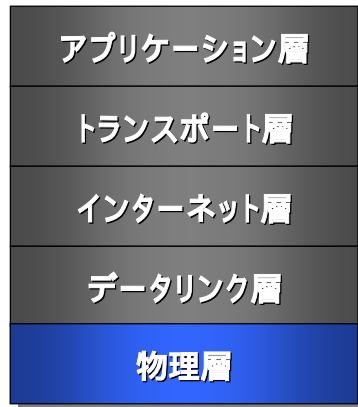 アプリケーション層
トランスポート層
インターネット層
データリンク層
物理層